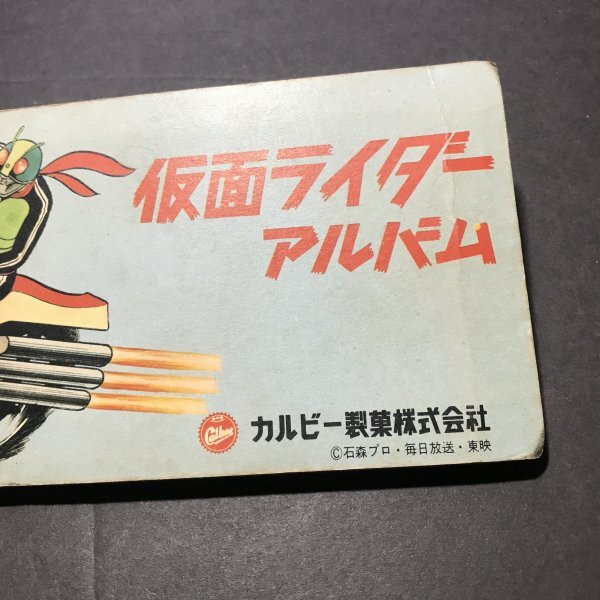 仮面ライダー
アルバム
Calbee
カルビー製菓株式会社
©石森プロ・毎日放送・東映